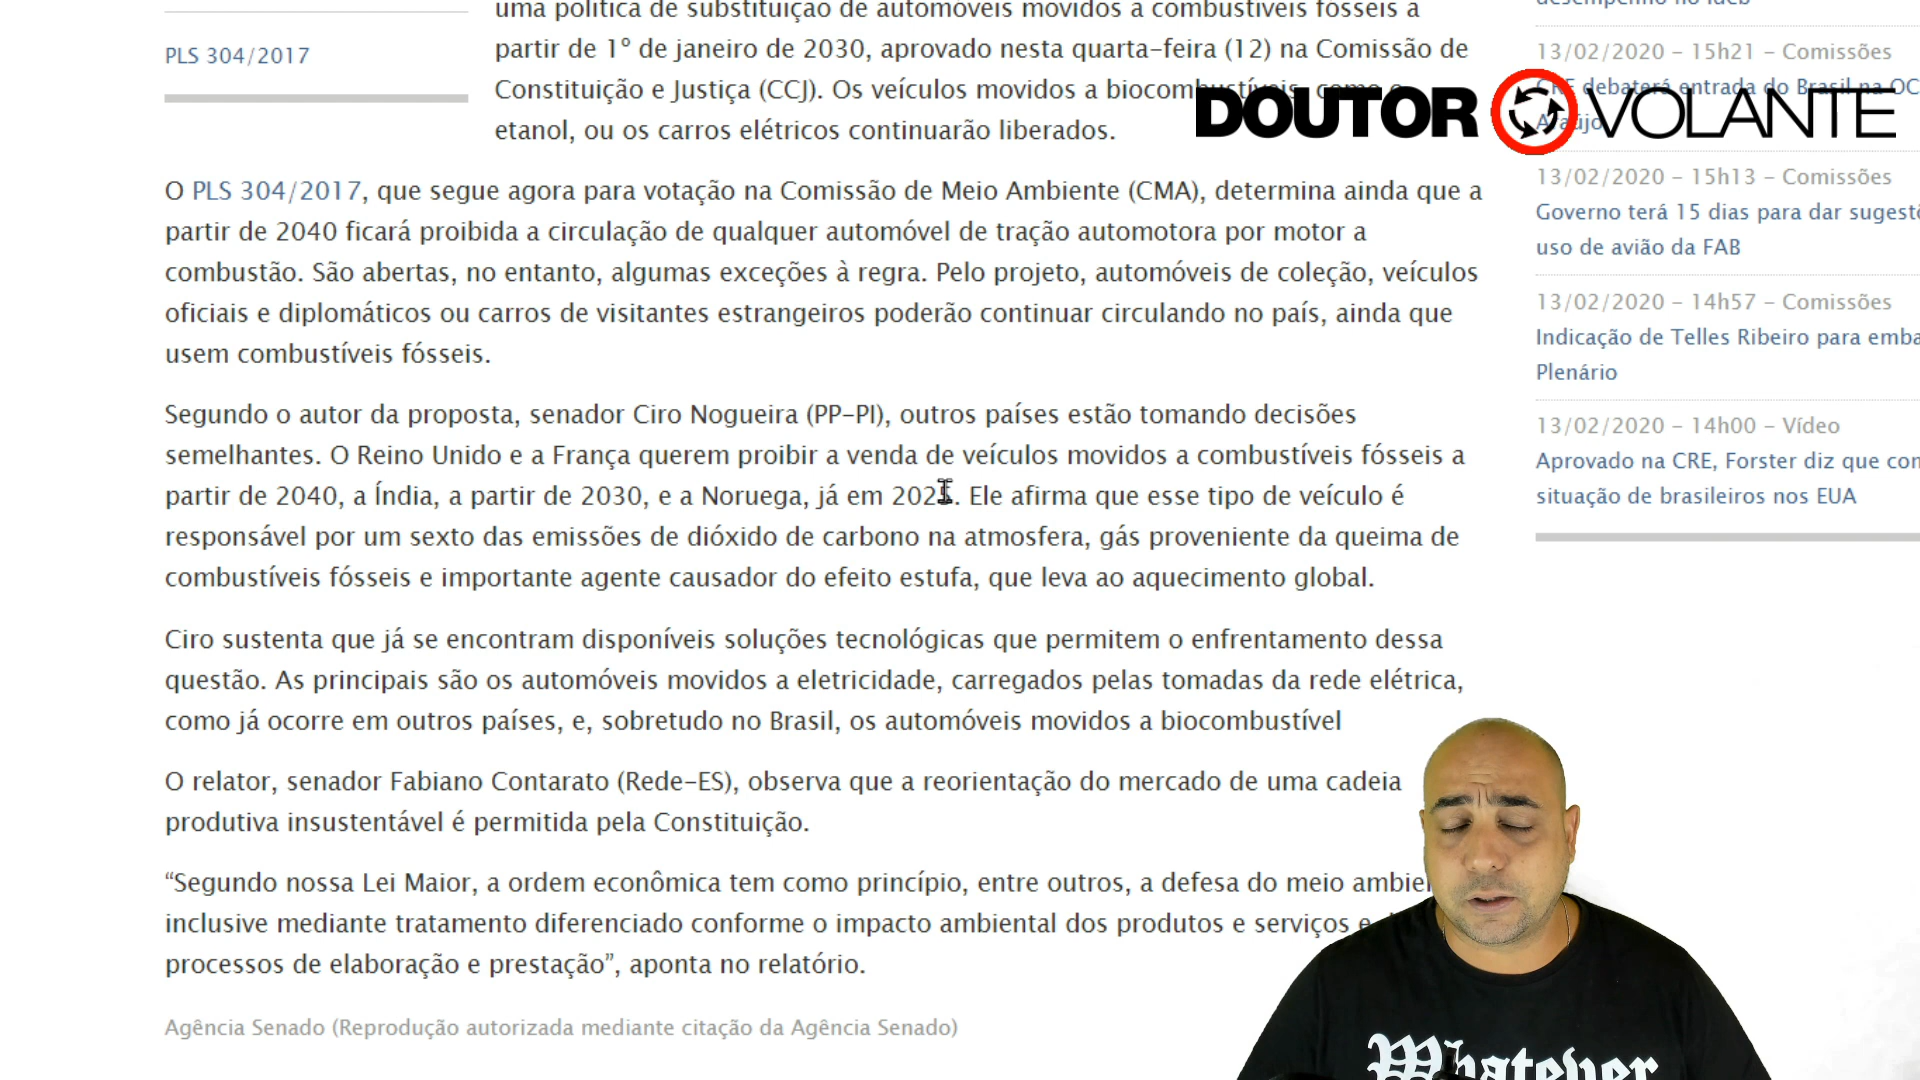 uma política de substituição de automóveis movidos a combustíveis fósseis a
PLS 304/2017
partir de 1º de janeiro de 2030, aprovado nesta quarta-feira (12) na Comissão de
Constituição e Justiça (CCJ). Os veículos movidos a biocombustíveis, como o
etanol, ou os carros elétricos continuarão liberados.
O PLS 304/2017, que segue agora para votação na Comissão de Meio Ambiente (CMA), determina ainda que a
partir de 2040 ficará proibida a circulação de qualquer automóvel de tração automotora por motor a
combustão. São abertas, no entanto, algumas exceções à regra. Pelo projeto, automóveis de coleção, veículos
oficiais e diplomáticos ou carros de visitantes estrangeiros poderão continuar circulando no país, ainda que
usem combustíveis fósseis.
Segundo o autor da proposta, senador Ciro Nogueira (PP-PI), outros países estão tomando decisões
semelhantes. O Reino Unido e a França querem proibir a venda de veículos movidos a combustíveis fósseis a
partir de 2040, a Índia, a partir de 2030, e a Noruega, já em 2025. Ele afirma que esse tipo de veículo é
responsável por um sexto das emissões de dióxido de carbono na atmosfera, gás proveniente da queima de
combustíveis fósseis e importante agente causador do efeito estufa, que leva ao aquecimento global.
Ciro sustenta que já se encontram disponíveis soluções tecnológicas que permitem o enfrentamento dessa
questão. As principais são os automóveis movidos a eletricidade, carregados pelas tomadas da rede elétrica,
como já ocorre em outros países, e, sobretudo no Brasil, os automóveis movidos a biocombustível
O relator, senador Fabiano Contarato (Rede-ES), observa que a reorientação do mercado de uma cadeia
produtiva insustentável é permitida pela Constituição.
“Segundo nossa Lei Maior, a ordem econômica tem como princípio, entre outros, a defesa do meio
inclusive mediante tratamento diferenciado conforme o impacto ambiental dos produtos e serviços e
processos de elaboração e prestação”, aponta no relatório.
Agência Senado (Reprodução autorizada mediante citação da Agência Senado)
desempenho no Ideb
13/02/2020 - 15h21 - Comissões
CRE debaterá entrada do Brasil na
Araújo
DOUTOR VOLANTE
13/02/2020 - 15h13 - Comissões
Governo terá 15 dias para dar
uso de avião da FAB
13/02/2020 - 14h57 - Comissões
Indicação de Telles Ribeiro para
Plenário
13/02/2020 - 14h00 - Vídeo
Aprovado na CRE, Forster diz que
situação de brasileiros nos EUA
Whatever